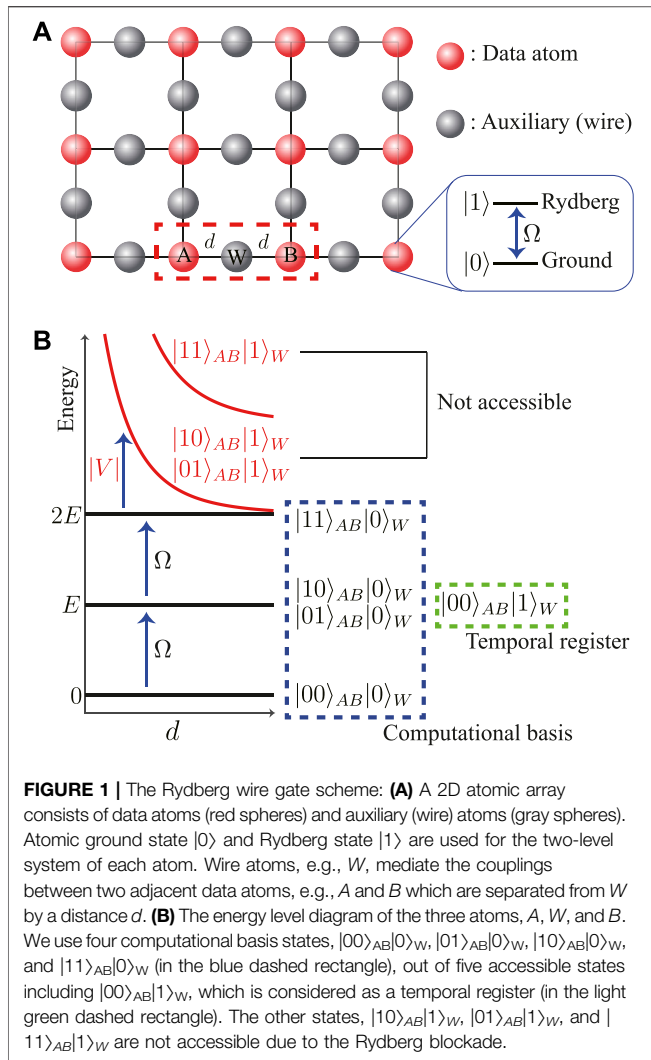 A
: Data atom
: Auxiliary (wire)
|1⟩ Rydberg
Ω
|0⟩ Ground
d d
A W B
B
Energy
|11⟩AB|1⟩W
Not accessible
|10⟩AB|1⟩W
|01⟩AB|1⟩W
|V|
2E
|11⟩AB|0⟩W
Ω
|10⟩AB|0⟩W
|00⟩AB|1⟩W
E
|01⟩AB|0⟩W
Temporal register
Ω
|00⟩AB|0⟩W
0
d
Computational basis
FIGURE 1 | The Rydberg wire gate scheme: (A) A 2D atomic array
consists of data atoms (red spheres) and auxiliary (wire) atoms (gray spheres).
Atomic ground state |0⟩ and Rydberg state |1⟩ are used for the two-level
system of each atom. Wire atoms, e.g., W, mediate the couplings
between two adjacent data atoms, e.g., A and B which are separated from W
by a distance d. (B) The energy level diagram of the three atoms, A, W, and B.
We use four computational basis states, |00⟩AB|0⟩W, |01⟩AB|0⟩W, |10⟩AB|0⟩W,
and |11⟩AB|0⟩W (in the blue dashed rectangle), out of five accessible states
including |00⟩AB|1⟩W, which is considered as a temporal register (in the light
green dashed rectangle). The other states, |10⟩AB|1⟩W, |01⟩AB|1⟩W, and |
11⟩AB|1⟩W are not accessible due to the Rydberg blockade.